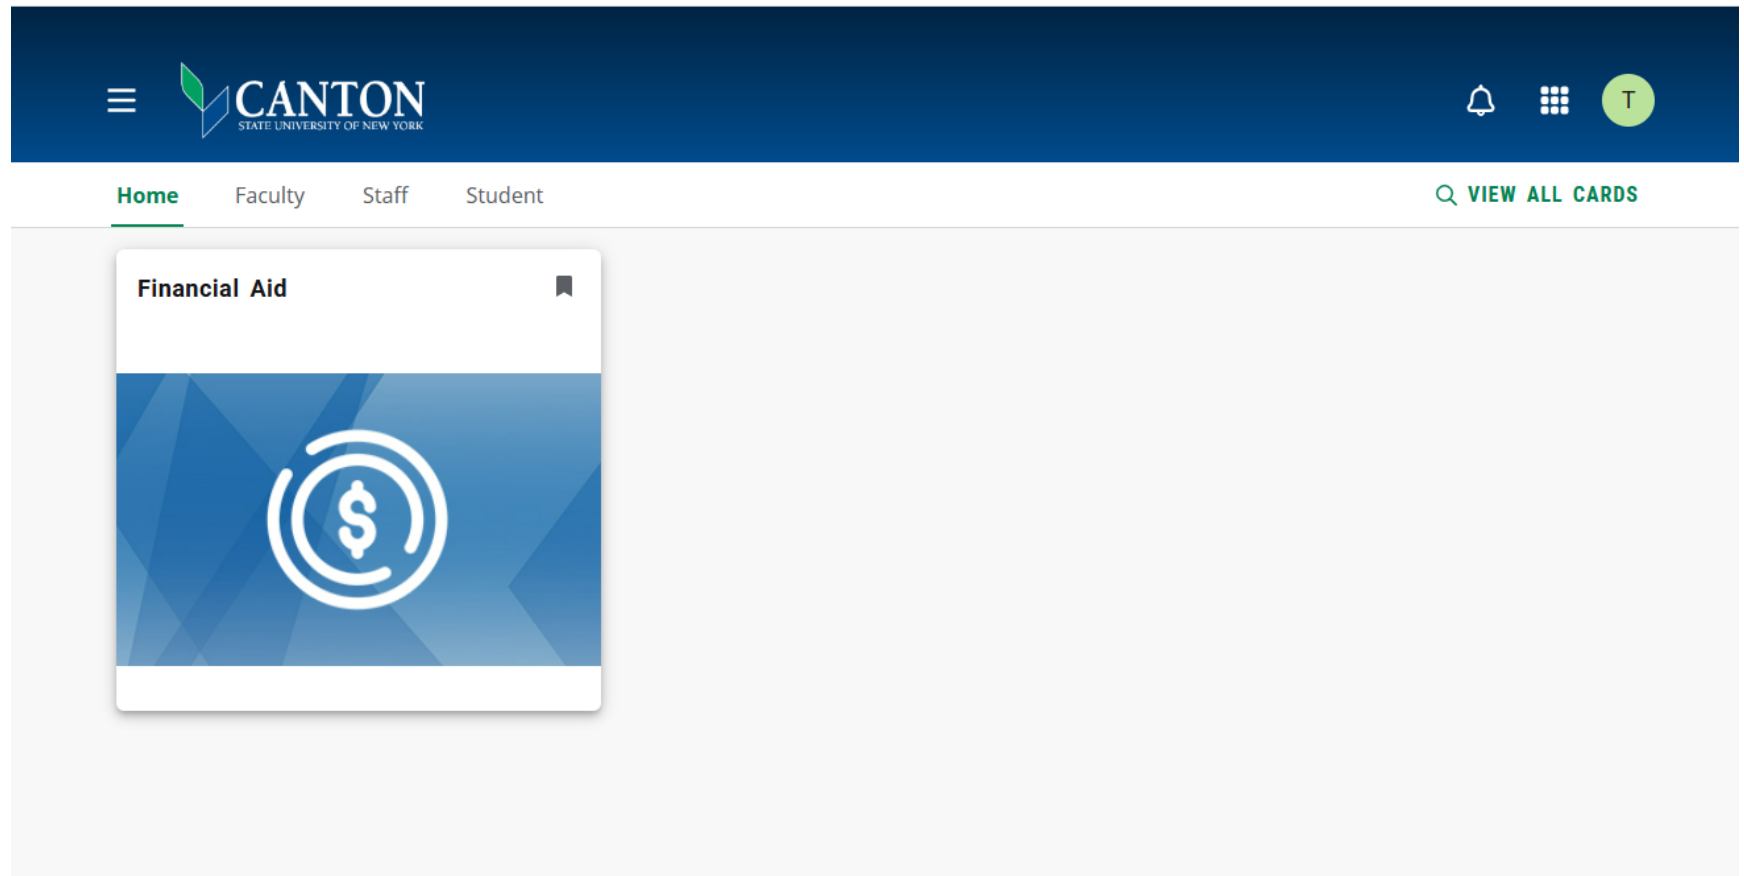 CANTON
STATE UNIVERSITY OF NEW YORK
T
Home Faculty Staff Student VIEW ALL CARDS
Financial Aid
$